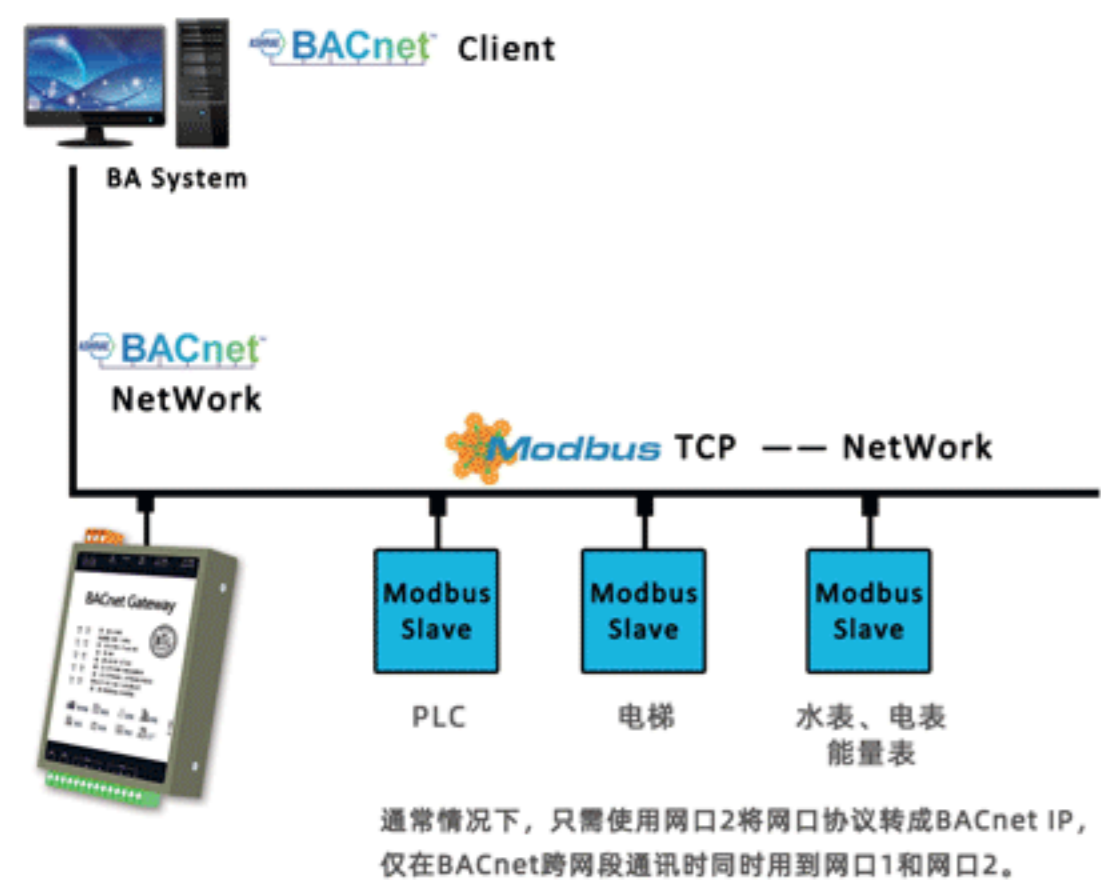 BACnet™ Client
BA System
BACnet™
NetWork
Modbus TCP —— NetWork
BACnet Gateway
Modbus
Slave
PLC
Modbus
Slave
电梯
Modbus
Slave
水表、电表
能量表
通常情况下，只需使用网口2将网口协议转成BACnet IP，
仅在BACnet跨网段通讯时同时用到网口1和网口2。